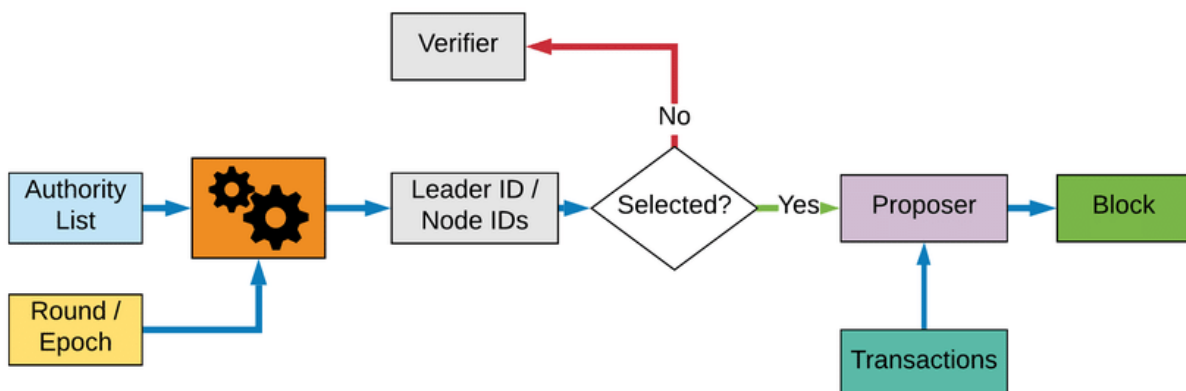 Verifier
No
Authority
List
Leader ID /
Node IDs
Selected?
Yes
Proposer
Block
Round /
Epoch
Transactions